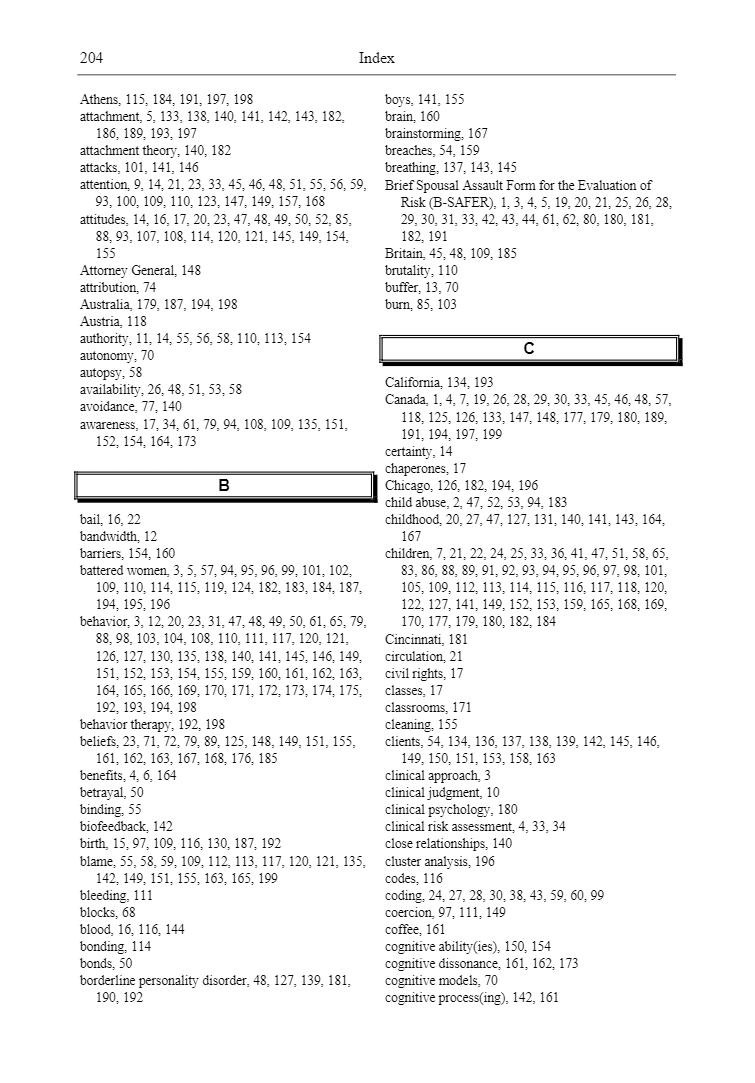 204
Index
Athens, 115, 184, 191, 197, 198
attachment, 5, 133, 138, 140, 141, 142, 143, 182,
186, 189, 193, 197
attachment theory, 140, 182
attacks, 101, 141, 146
attention, 9, 14, 21, 23, 33, 45, 46, 48, 51, 55, 56, 59,
93, 100, 109, 110, 123, 147, 149, 157, 168
attitudes, 14, 16, 17, 20, 23, 47, 48, 49, 50, 52, 85,
88, 93, 107, 108, 114, 120, 121, 145, 149, 154,
155
Attorney General, 148
attribution, 74
Australia, 179, 187, 194, 198
Austria, 118
authority, 11, 14, 55, 56, 58, 110, 113, 154
autonomy, 70
autopsy, 58
availability, 26, 48, 51, 53, 58
avoidance, 77, 140
awareness, 17, 34, 61, 79, 94, 108, 109, 135, 151,
152, 154, 164, 173
B
bail, 16, 22
bandwidth, 12
barriers, 154, 160
battered women, 3, 5, 57, 94, 95, 96, 99, 101, 102,
109, 110, 114, 115, 119, 124, 182, 183, 184, 187,
194, 195, 196
behavior, 3, 12, 20, 23, 31, 47, 48, 49, 50, 61, 65, 79,
88, 98, 103, 104, 108, 110, 111, 117, 120, 121,
126, 127, 130, 135, 138, 140, 141, 145, 146, 149,
151, 152, 153, 154, 155, 159, 160, 161, 162, 163,
164, 165, 166, 169, 170, 171, 172, 173, 174, 175,
192, 193, 194, 198
behavior therapy, 192, 198
beliefs, 23, 71, 72, 79, 89, 125, 148, 149, 151, 155,
161, 162, 163, 167, 168, 176, 185
benefits, 4, 6, 164
betrayal, 50
binding, 55
biofeedback, 142
birth, 15, 97, 109, 116, 130, 187, 192
blame, 55, 58, 59, 109, 112, 113, 117, 120, 121, 135,
142, 149, 151, 155, 163, 165, 199
bleeding, 111
blocks, 68
blood, 16, 116, 144
bonding, 114
bonds, 50
borderline personality disorder, 48, 127, 139, 181,
190, 192
boys, 141, 155
brain, 160
brainstorming, 167
breaches, 54, 159
breathing, 137, 143, 145
Brief Spousal Assault Form for the Evaluation of
Risk (B-SAFER), 1, 3, 4, 5, 19, 20, 21, 25, 26, 28,
29, 30, 31, 33, 42, 43, 44, 61, 62, 80, 180, 181,
182, 191
Britain, 45, 48, 109, 185
brutality, 110
buffer, 13, 70
burn, 85, 103
C
California, 134, 193
Canada, 1, 4, 7, 19, 26, 28, 29, 30, 33, 45, 46, 48, 57,
118, 125, 126, 133, 147, 148, 177, 179, 180, 189,
191, 194, 197, 199
certainty, 14
chaperones, 17
Chicago, 126, 182, 194, 196
child abuse, 2, 47, 52, 53, 94, 183
childhood, 20, 27, 47, 127, 131, 140, 141, 143, 164,
167
children, 7, 21, 22, 24, 25, 33, 36, 41, 47, 51, 58, 65,
83, 86, 88, 89, 91, 92, 93, 94, 95, 96, 97, 98, 101,
105, 109, 112, 113, 114, 115, 116, 117, 118, 120,
122, 127, 141, 149, 152, 153, 159, 165, 168, 169,
170, 177, 179, 180, 182, 184
Cincinnati, 181
circulation, 21
civil rights, 17
classes, 17
classrooms, 171
cleaning, 155
clients, 54, 134, 136, 137, 138, 139, 142, 145, 146,
149, 150, 151, 153, 158, 163
clinical approach, 3
clinical judgment, 10
clinical psychology, 180
clinical risk assessment, 4, 33, 34
close relationships, 140
cluster analysis, 196
codes, 116
coding, 24, 27, 28, 30, 38, 43, 59, 60, 99
coercion, 97, 111, 149
coffee, 161
cognitive ability(ies), 150, 154
cognitive dissonance, 161, 162, 173
cognitive models, 70
cognitive process(ing), 142, 161